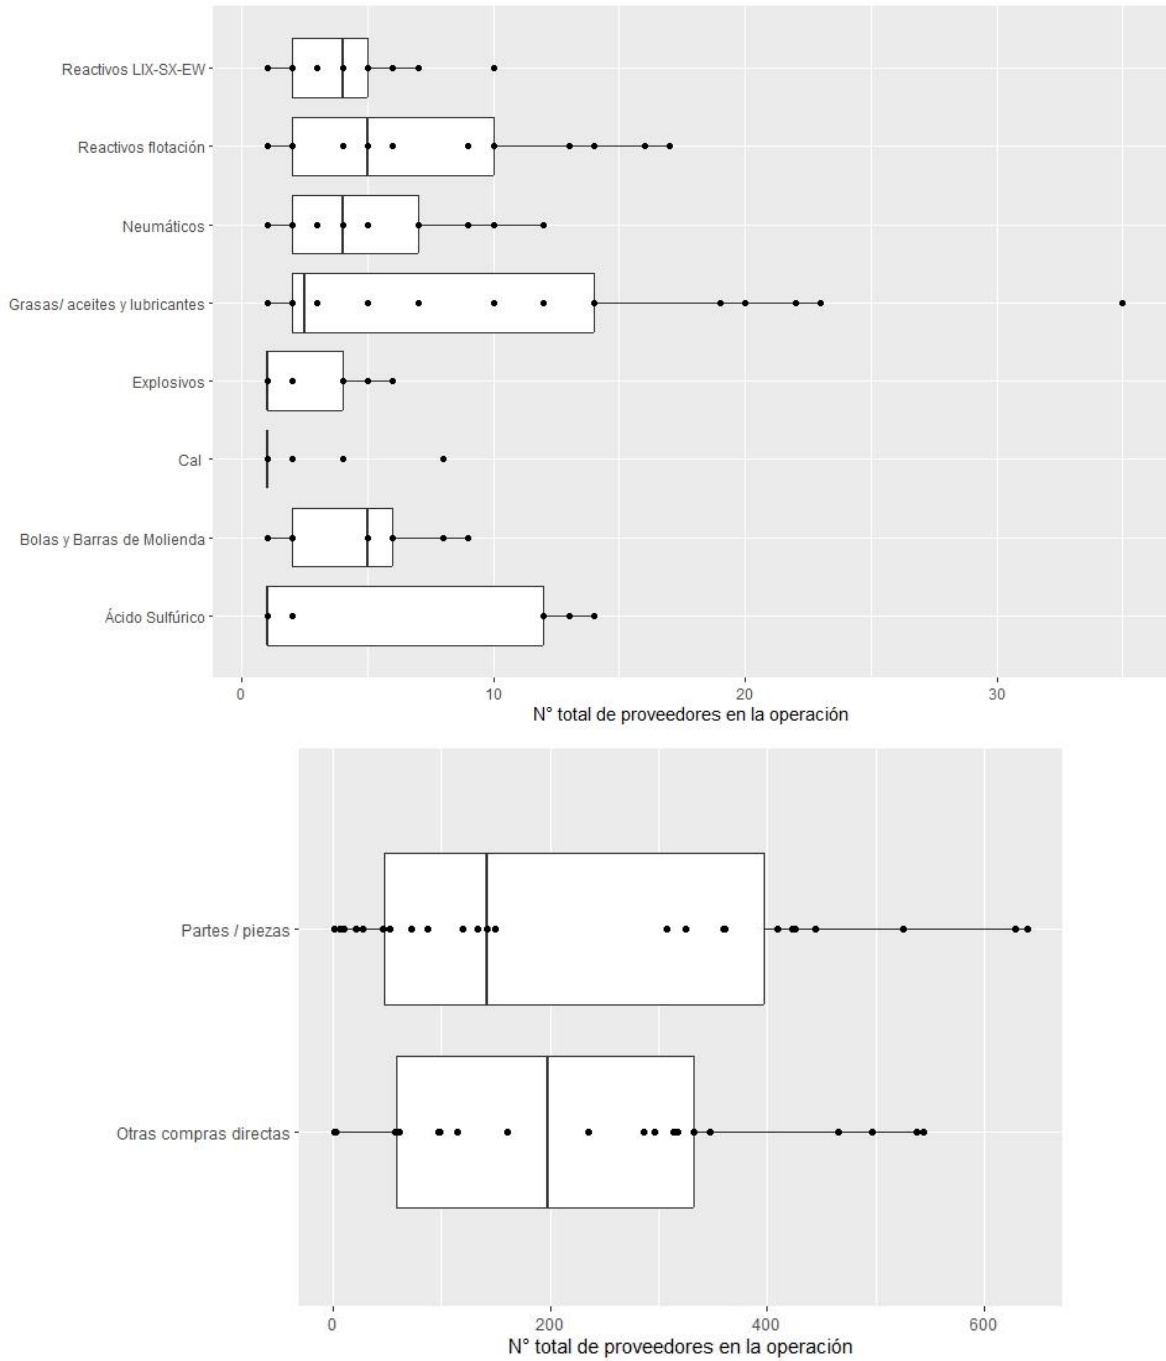 Reactivos LIX-SX-EW
Reactivos flotación
Neumáticos
Grasas/ aceites y lubricantes
Explosivos
Cal
Bolas y Barras de Molienda
Ácido Sulfúrico
0 10 20 30
N° total de proveedores en la operación
Partes / piezas
Otras compras directas
0 200 400 600
N° total de proveedores en la operación